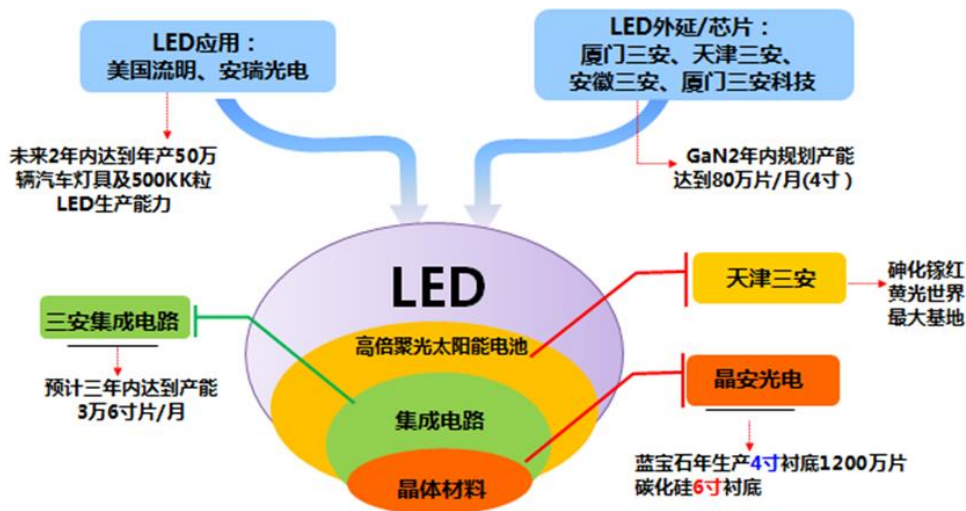 LED应用：
美国流明、安瑞光电
LED外延/芯片：
厦门三安、天津三安、
安徽三安、厦门三安科技
未来2年内达到年产50万
辆汽车灯具及500KK粒
LED生产能力
GaN2年内规划产能
达到80万片/月(4寸）
LED
天津三安
砷化镓红
黄光世界
最大基地
三安集成电路
高倍聚光太阳能电池
预计三年内达到产能
3万6寸片/月
晶安光电
集成电路
蓝宝石年生产4寸衬底1200万片
碳化硅6寸衬底
晶体材料